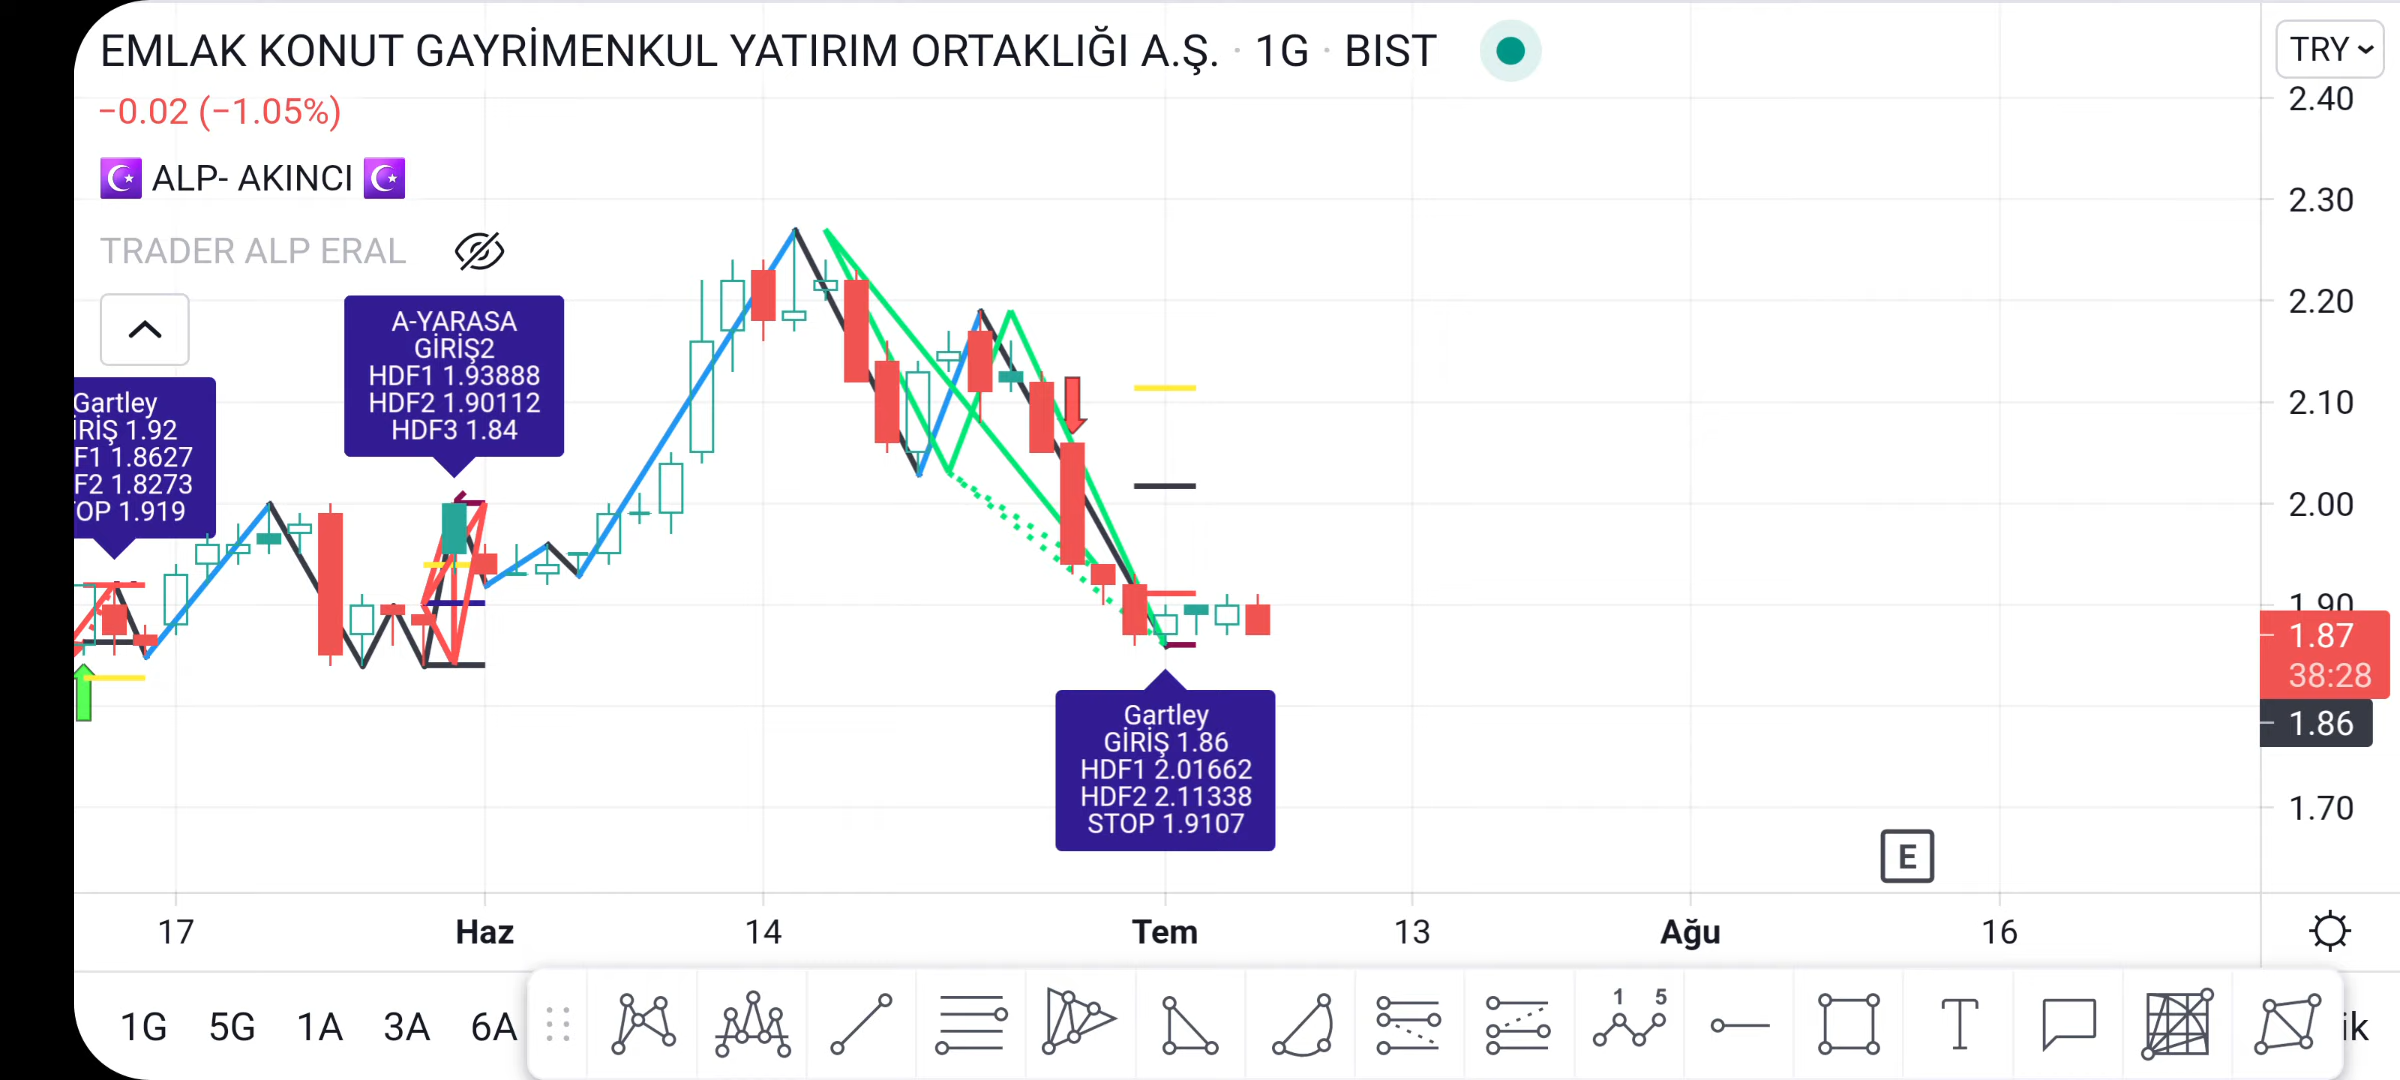 EMLAK KONUT GAYRİMENKUL YATIRIM ORTAKLIĞI A.Ş. · 1G · BIST
TRY
−0.02 (−1.05%)
ALP- AKINCI
TRADER ALP ERAL
A-YARASA
GİRİŞ2
HDF1 1.93888
HDF2 1.90112
HDF3 1.84
Gartley
IRİŞ 1.92
F1 1.8627
F2 1.8273
OP 1.919
Gartley
GİRİŞ 1.86
HDF1 2.01662
HDF2 2.11338
STOP 1.9107
2.40
2.30
2.20
2.10
2.00
1.90
1.87
38:28
1.86
1.70
E
17
Haz
14
Tem
13
Ağu
16
1G
5G
1A
3A
6A
1 5
T
ik